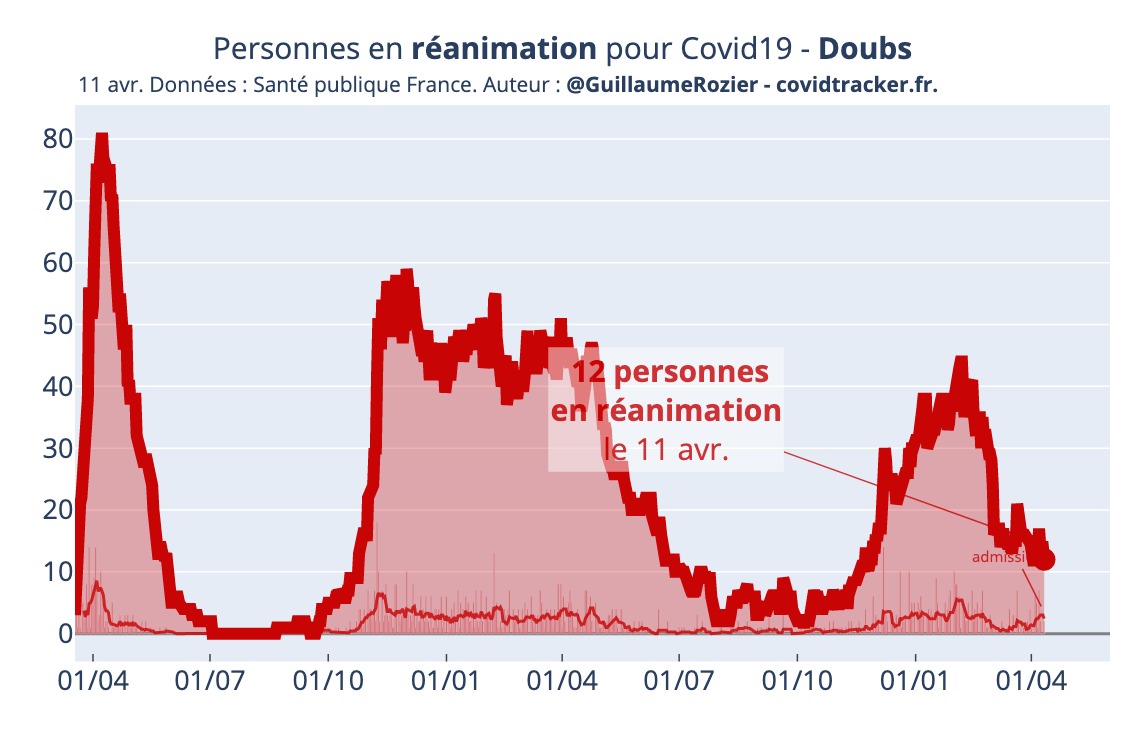 Personnes en réanimation pour Covid19 - Doubs
11 avr. Données : Santé publique France. Auteur : @GuillaumeRozier - covidtracker.fr.
80
70
60
50
40
30
20
10
0
12 personnes
en réanimation
le 11 avr.
admissi
01/04 01/07 01/10 01/01 01/04 01/07 01/10 01/01 01/04